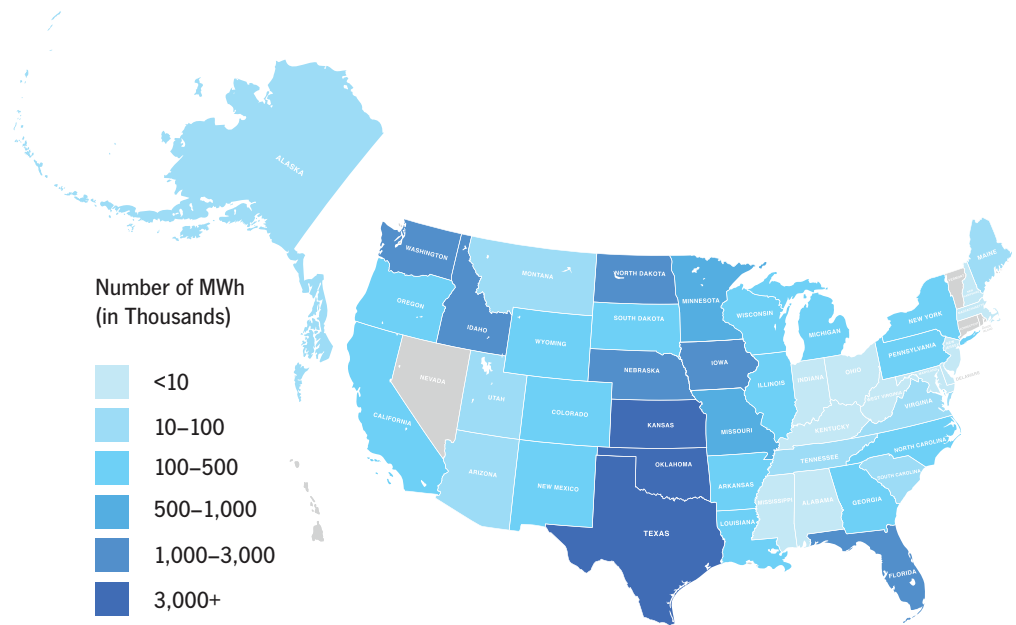 ALASKA
WASHINGTON
MONTANA
NORTH DAKOTA
MINNESOTA
MAINE
OREGON
IDAHO
SOUTH DAKOTA
WISCONSIN
MICHIGAN
NEW YORK
WYOMING
NEBRASKA
IOWA
PENNSYLVANIA
NEVADA
UTAH
COLORADO
ILLINOIS
INDIANA
OHIO
WEST VIRGINIA
VIRGINIA
DELAWARE
CALIFORNIA
KANSAS
MISSOURI
KENTUCKY
NORTH CAROLINA
TENNESSEE
SOUTH CAROLINA
ARIZONA
NEW MEXICO
OKLAHOMA
ARKANSAS
MISSISSIPPI
ALABAMA
GEORGIA
TEXAS
LOUISIANA
FLORIDA
Number of MWh
(in Thousands)
<10
10–100
100–500
500–1,000
1,000–3,000
3,000+